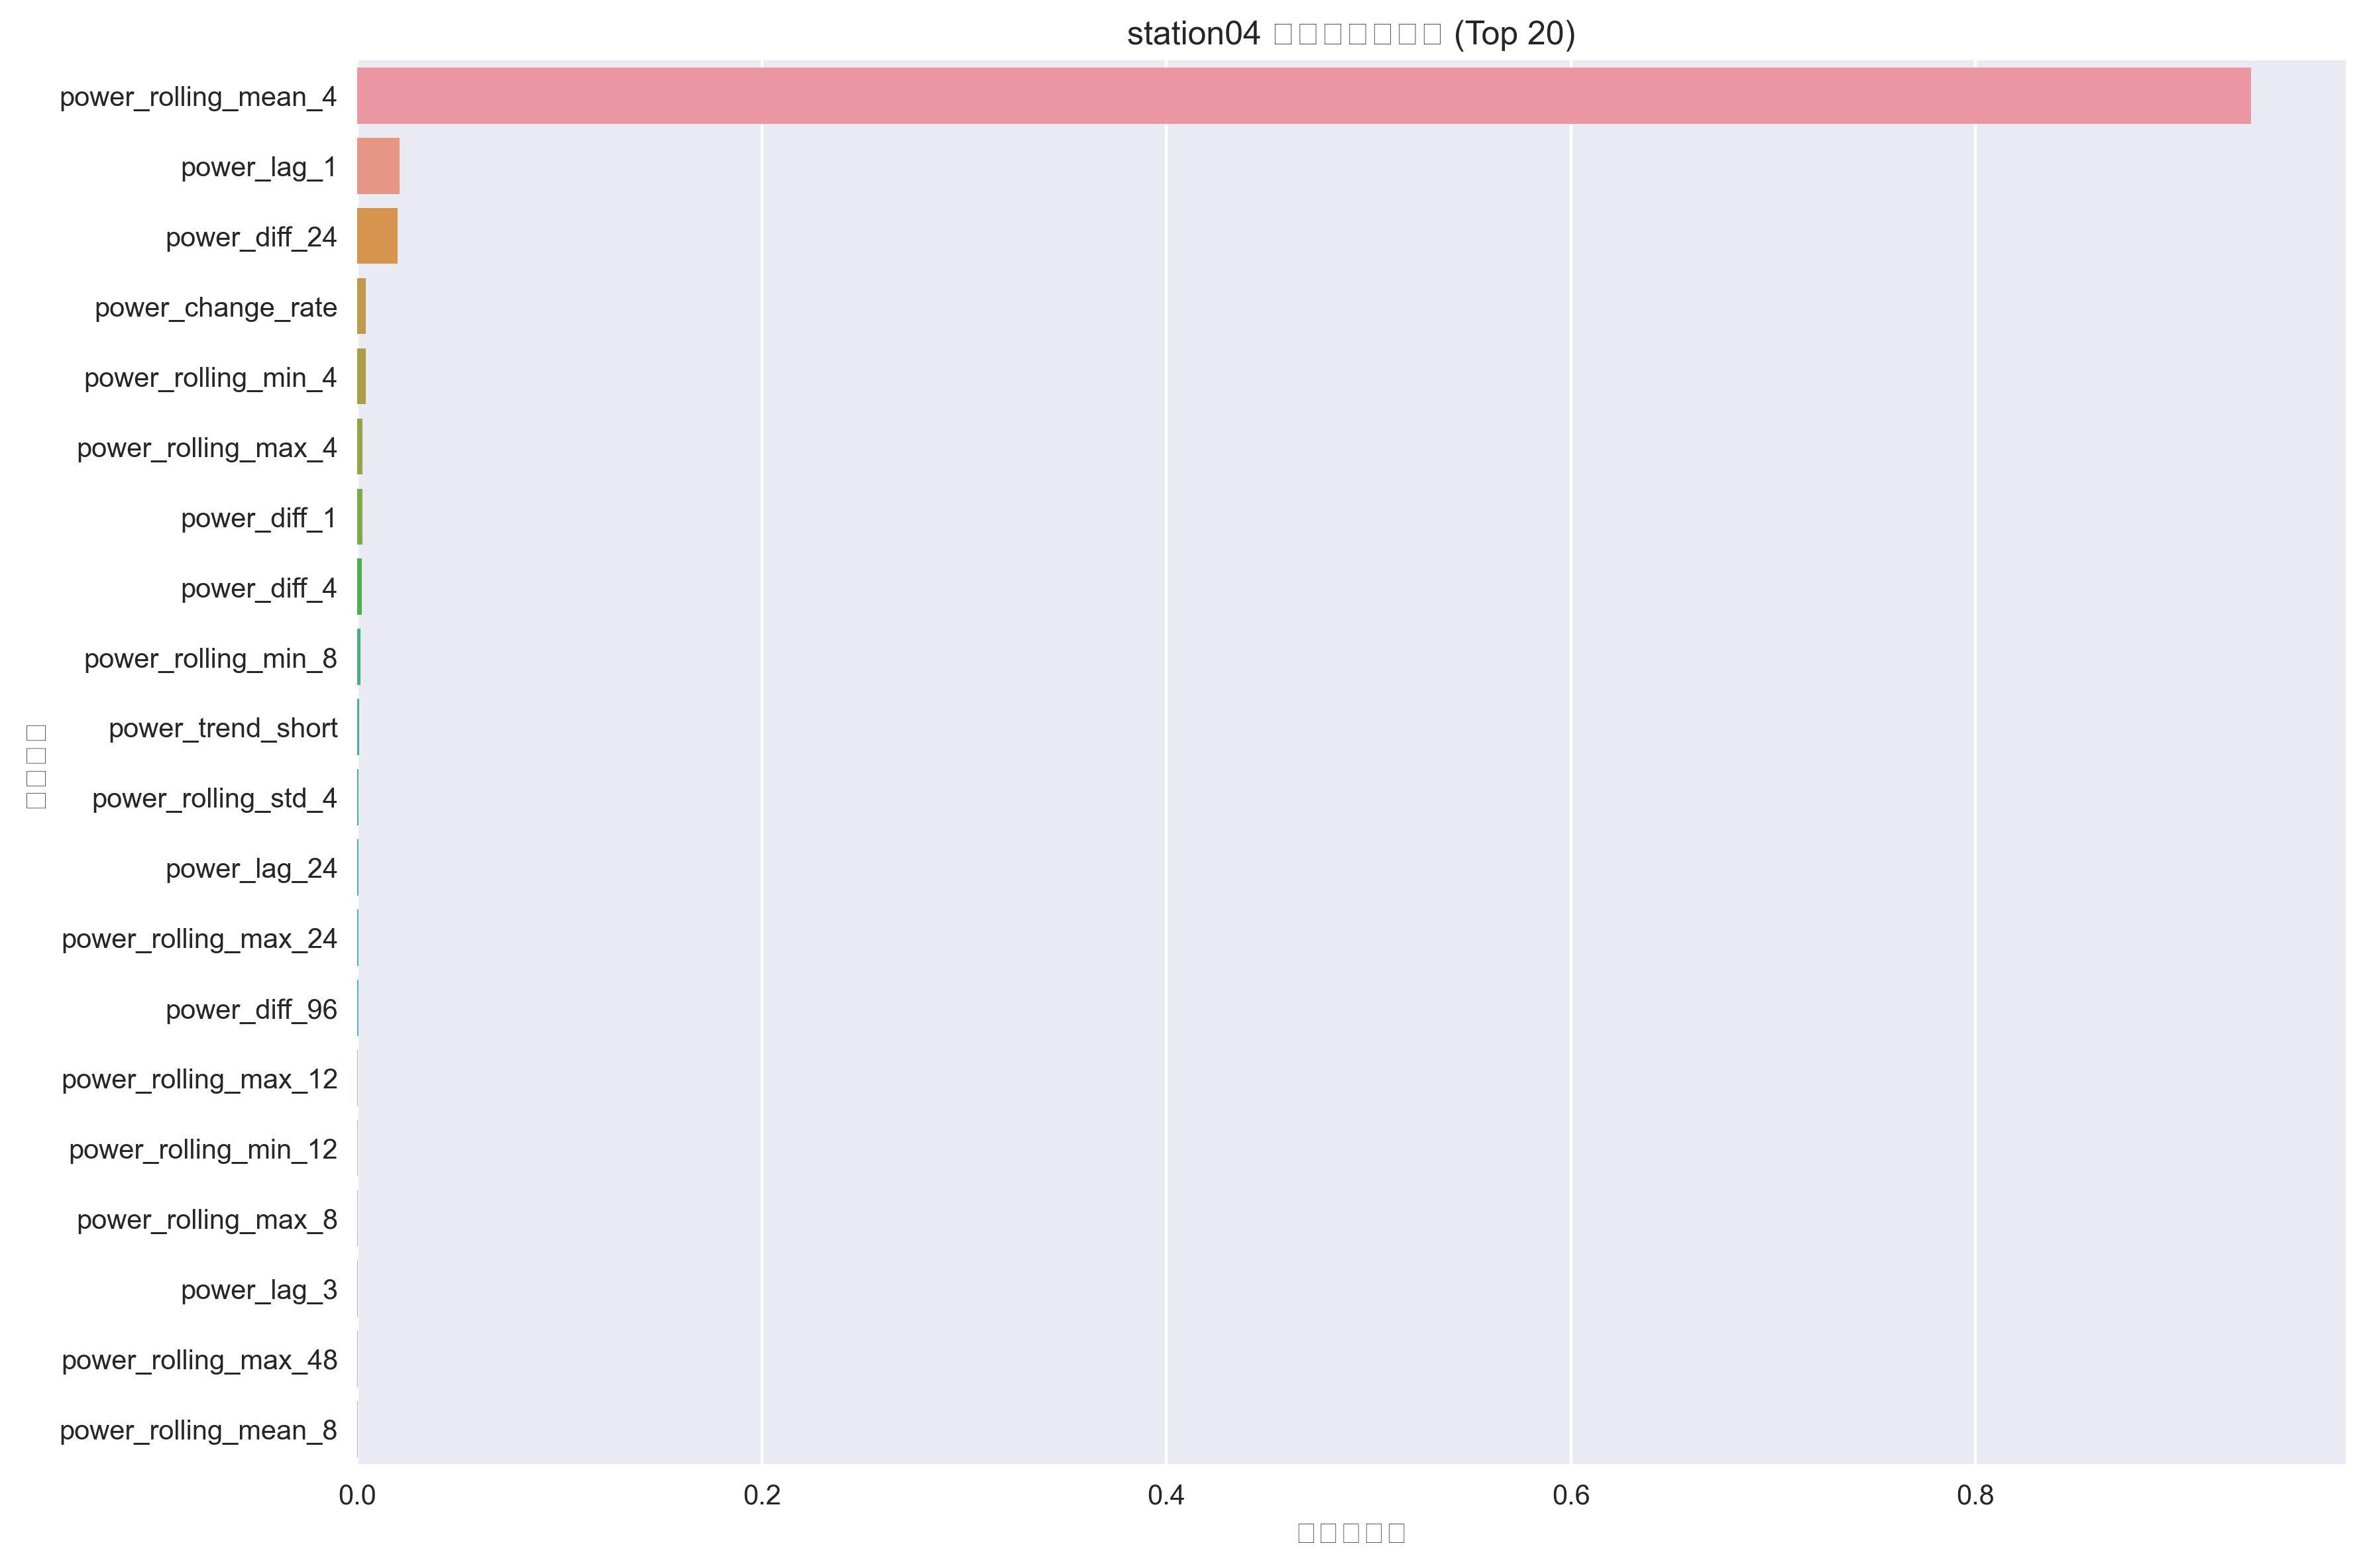 station04 □□□□□□□ (Top 20)
power_rolling_mean_4
power_lag_1
power_diff_24
power_change_rate
power_rolling_min_4
power_rolling_max_4
power_diff_1
power_diff_4
power_rolling_min_8
power_trend_short
power_rolling_std_4
power_lag_24
power_rolling_max_24
power_diff_96
power_rolling_max_12
power_rolling_min_12
power_rolling_max_8
power_lag_3
power_rolling_max_48
power_rolling_mean_8
□□□□
0.0 0.2 0.4 0.6 0.8
□□□□□